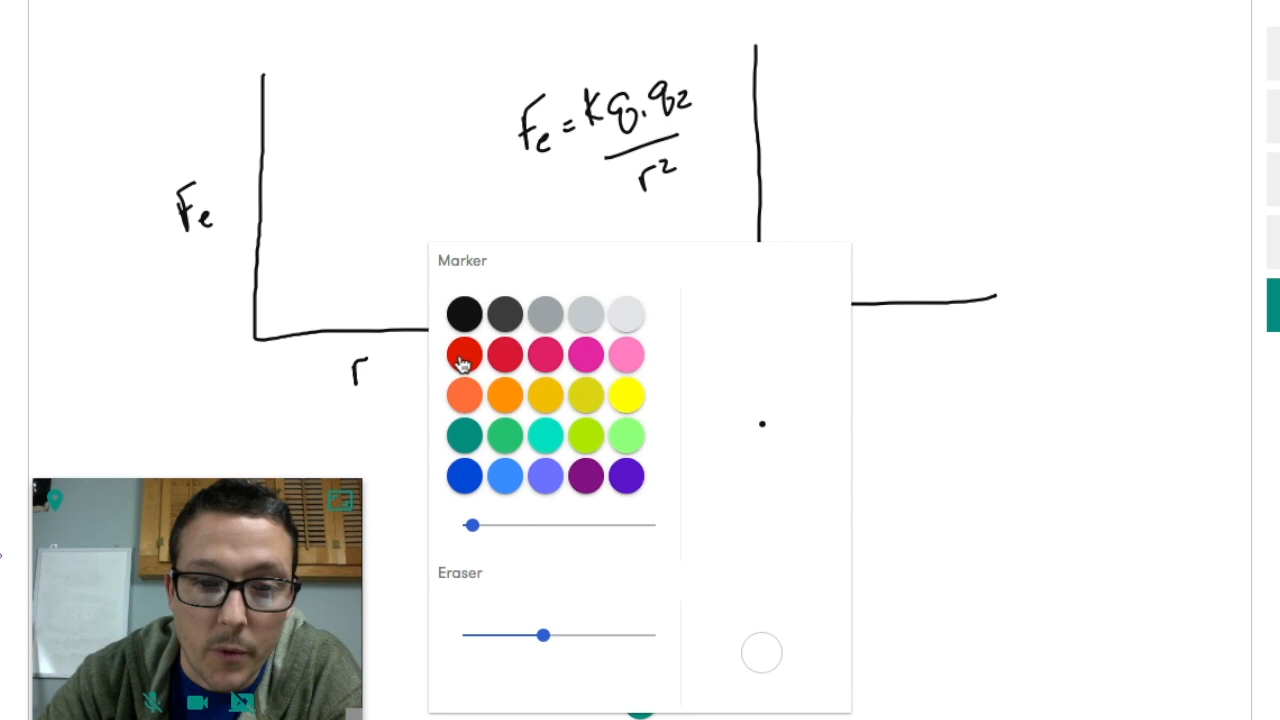 Fe = kq₁q₂
r²
Fe
Marker
r
Eraser